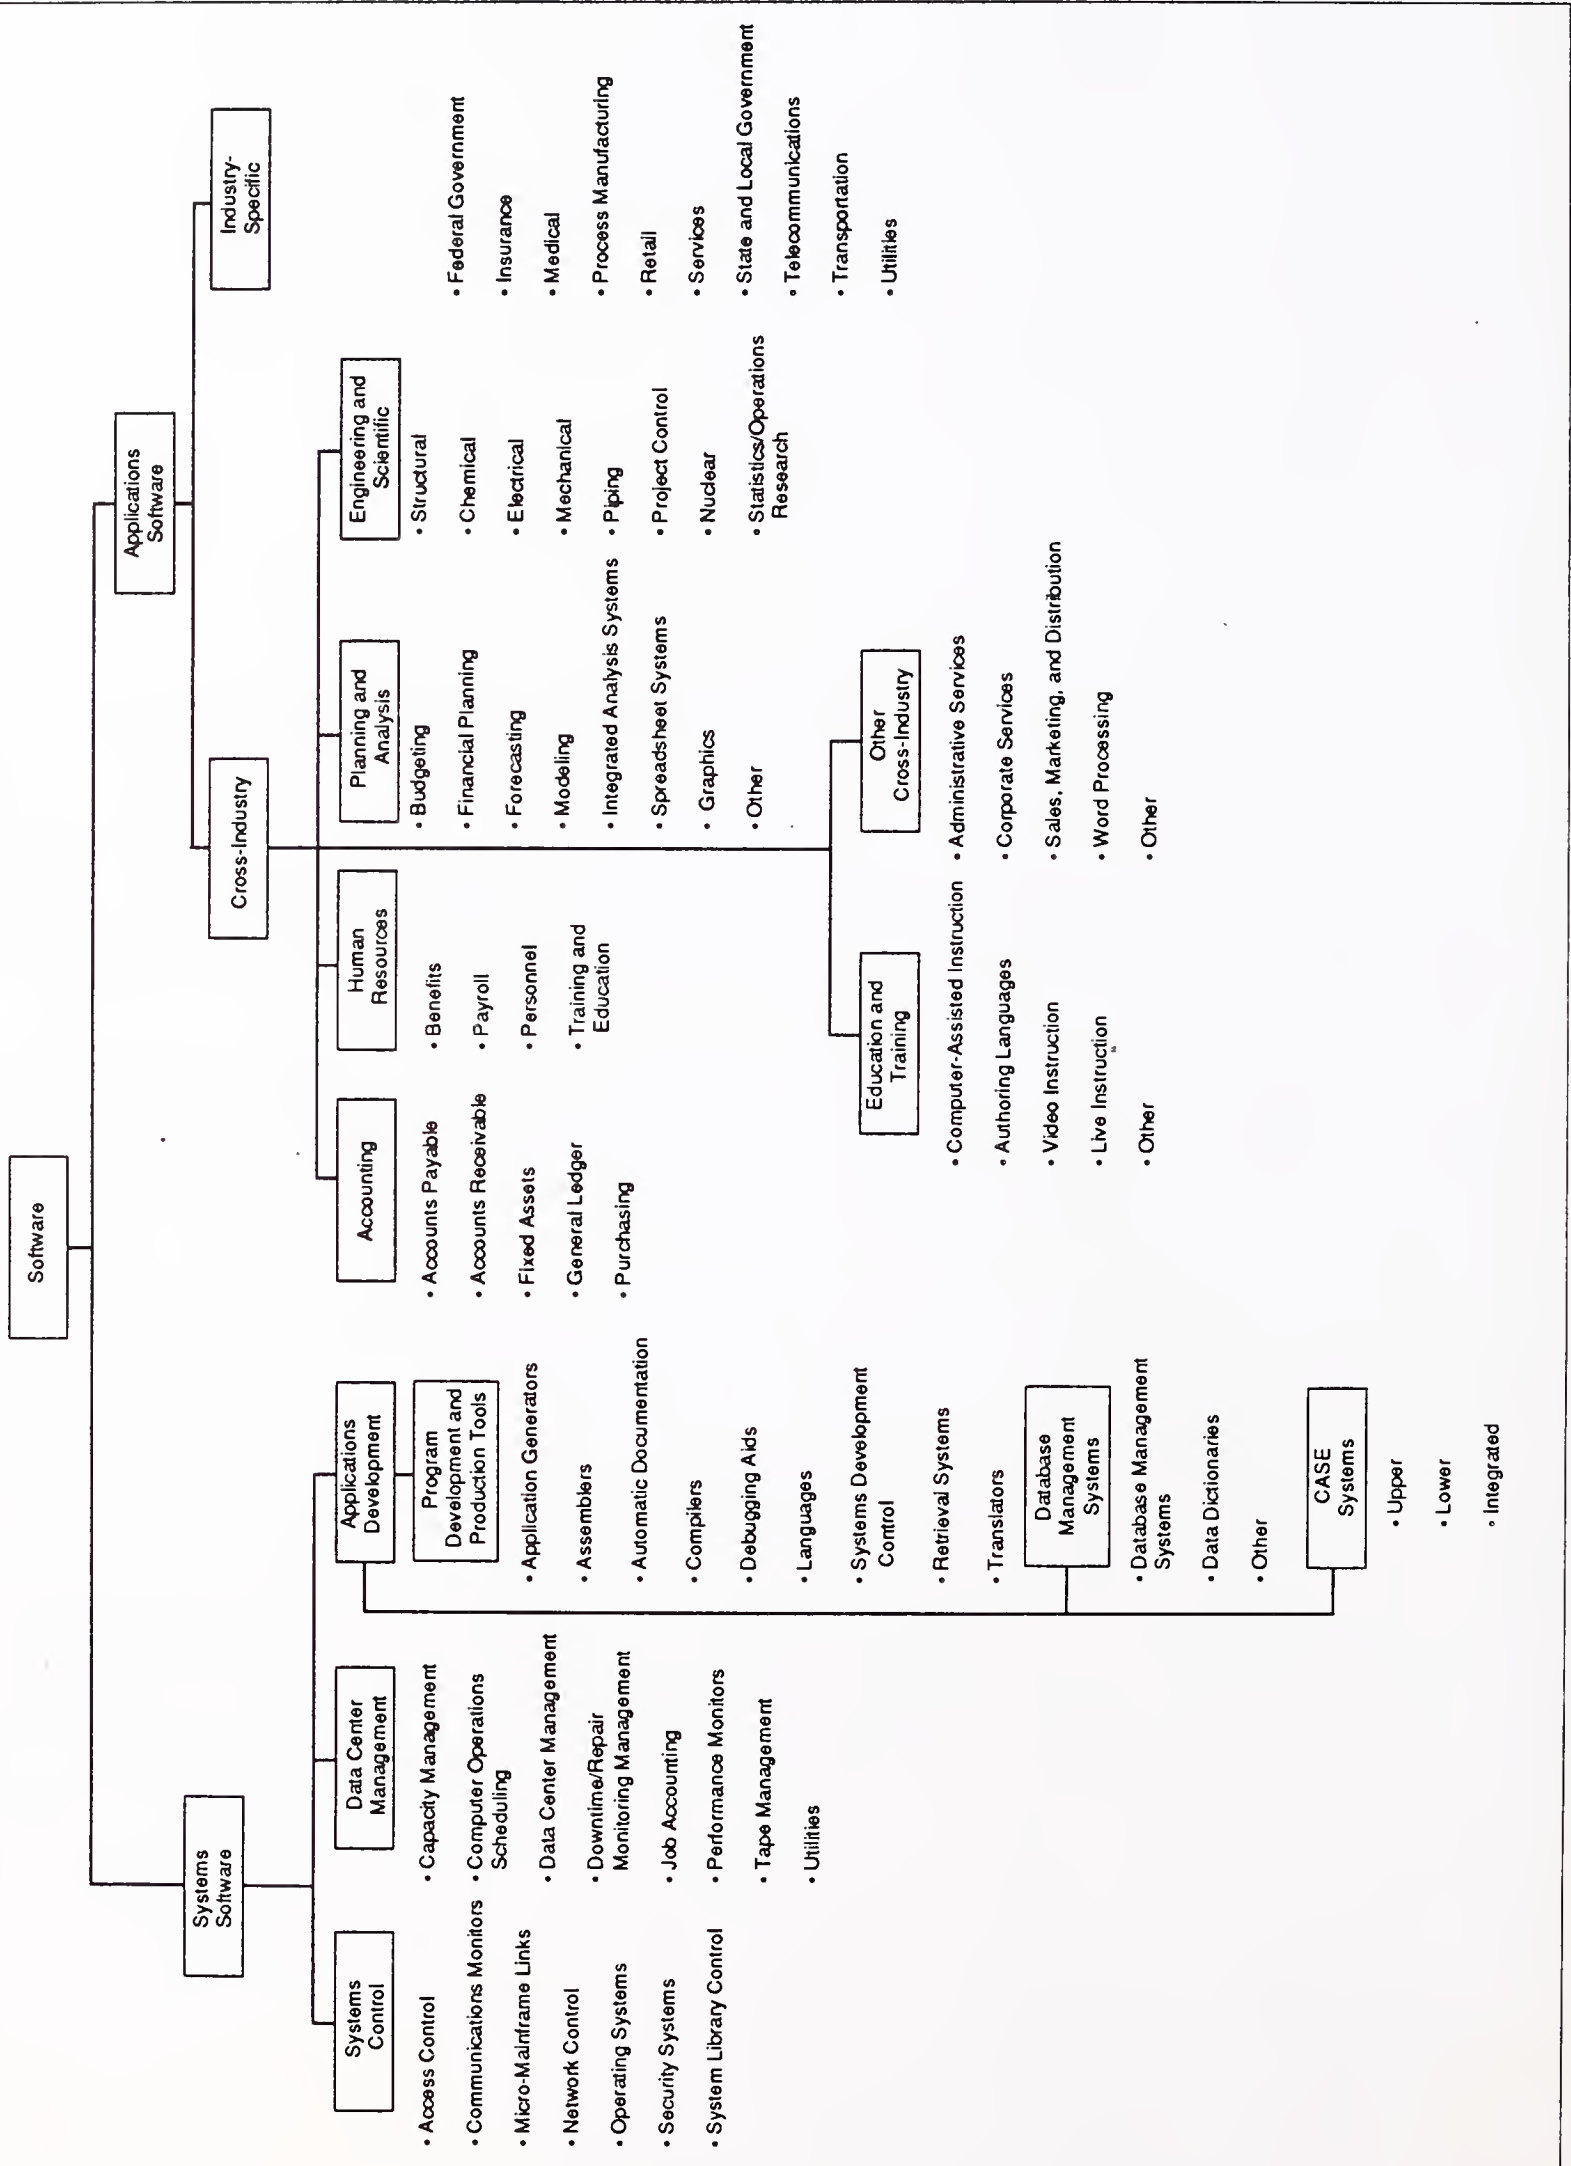 Software
Systems
Software
Applications
Software
Cross-Industry
Industry-
Specific
Systems
Control
• Access Control
• Communications Monitors
• Micro-Mainframe Links
• Network Control
• Operating Systems
• Security Systems
• System Library Control
Data Center
Management
• Capacity Management
• Computer Operations
Scheduling
• Data Center Management
• Downtime/Repair
Monitoring Management
• Job Accounting
• Performance Monitors
• Tape Management
• Utilities
Applications
Development
Program
Development and
Production Tools
• Application Generators
• Assemblers
• Automatic Documentation
• Compilers
• Debugging Aids
• Languages
• Systems Development
Control
• Retrieval Systems
• Translators
Database
Management
Systems
• Database Management
Systems
• Data Dictionaries
• Other
CASE
Systems
• Upper
• Lower
• Integrated
Accounting
• Accounts Payable
• Accounts Receivable
• Fixed Assets
• General Ledger
• Purchasing
Human
Resources
• Benefits
• Payroll
• Personnel
• Training and
Education
Planning and
Analysis
• Budgeting
• Financial Planning
• Forecasting
• Modeling
• Integrated Analysis Systems
• Spreadsheet Systems
• Graphics
• Other
Engineering and
Scientific
• Structural
• Chemical
• Electrical
• Mechanical
• Piping
• Project Control
• Nuclear
• Statistics/Operations
Research
Education and
Training
• Computer-Assisted Instruction
• Authoring Languages
• Video Instruction
• Live Instruction
• Other
Other
Cross-Industry
• Administrative Services
• Corporate Services
• Sales, Marketing, and Distribution
• Word Processing
• Other
• Federal Government
• Insurance
• Medical
• Process Manufacturing
• Retail
• Services
• State and Local Government
• Telecommunications
• Transportation
• Utilities